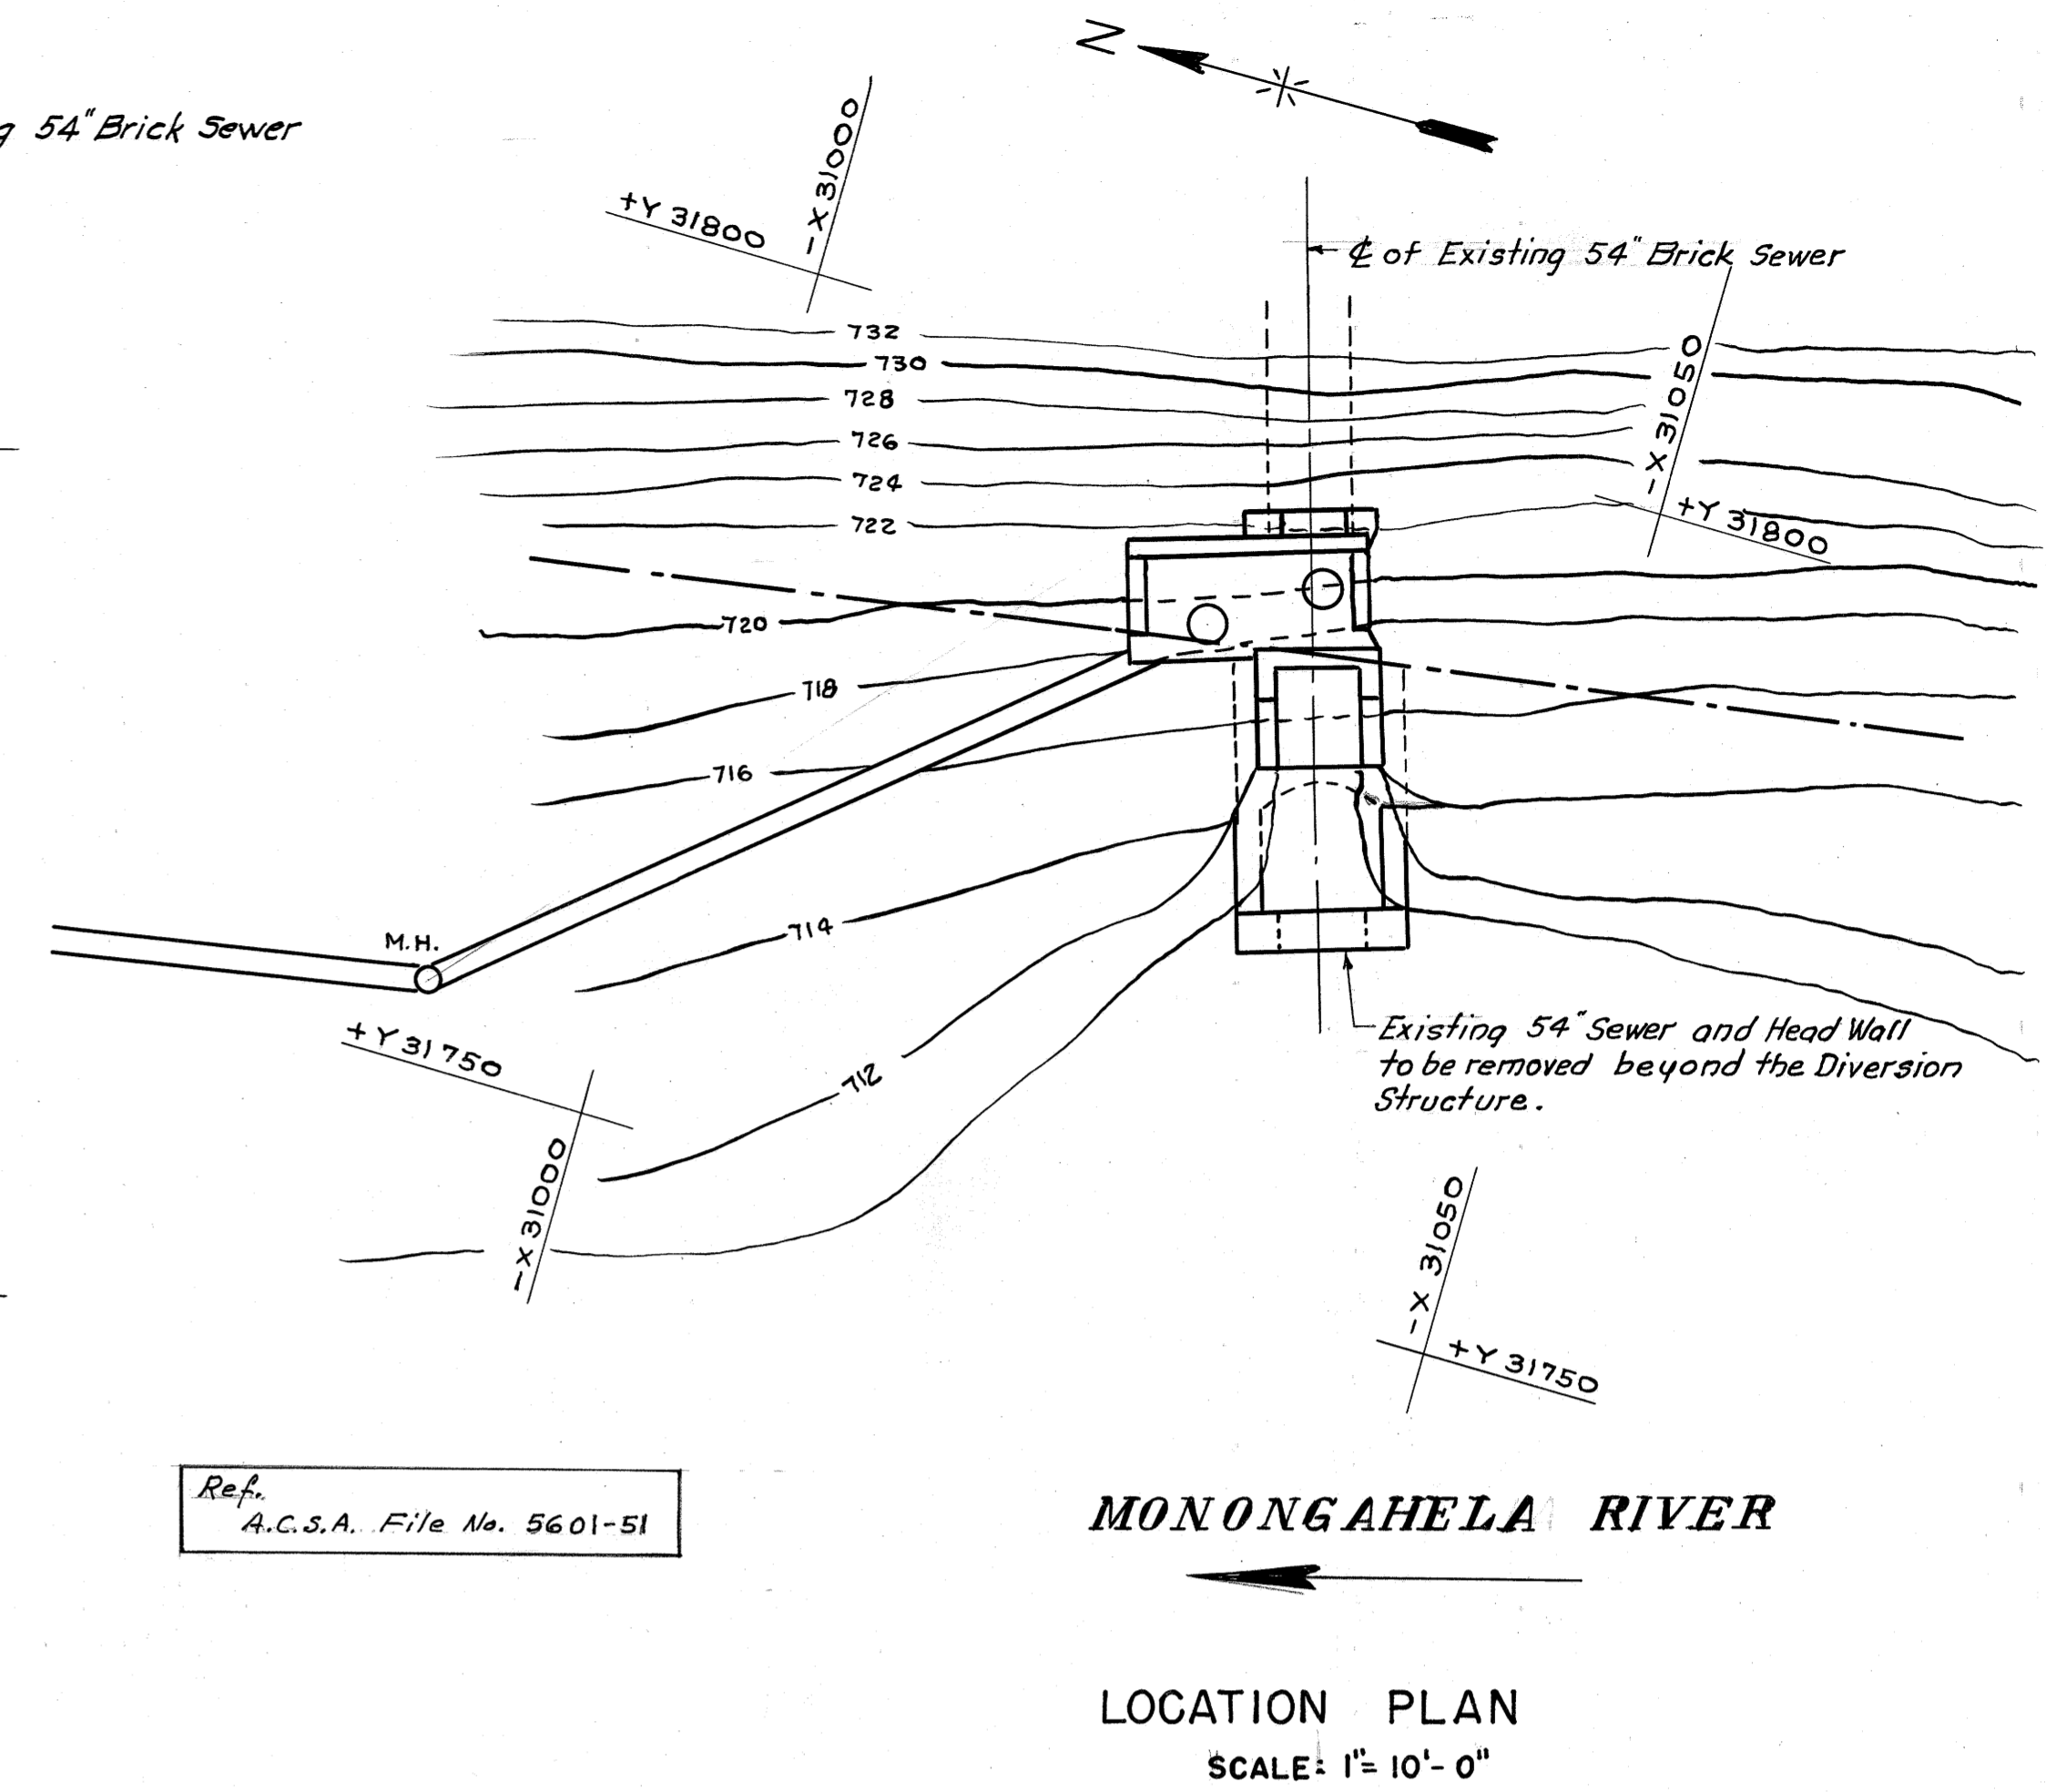 N
54" Brick Sewer
-X 31000
+Y 31800
℄ of Existing 54" Brick Sewer
732
730
728
726
724
722
-X 31050
+Y 31800
720
718
716
714
M.H.
712
+Y 31750
-X 31000
Existing 54" Sewer and Head Wall
to be removed beyond the Diversion
Structure.
-X 31050
+Y 31750
Ref.
A.C.S.A. File No. 5601-51
MONONGAHELA RIVER
LOCATION PLAN
SCALE: 1"= 10'- 0"